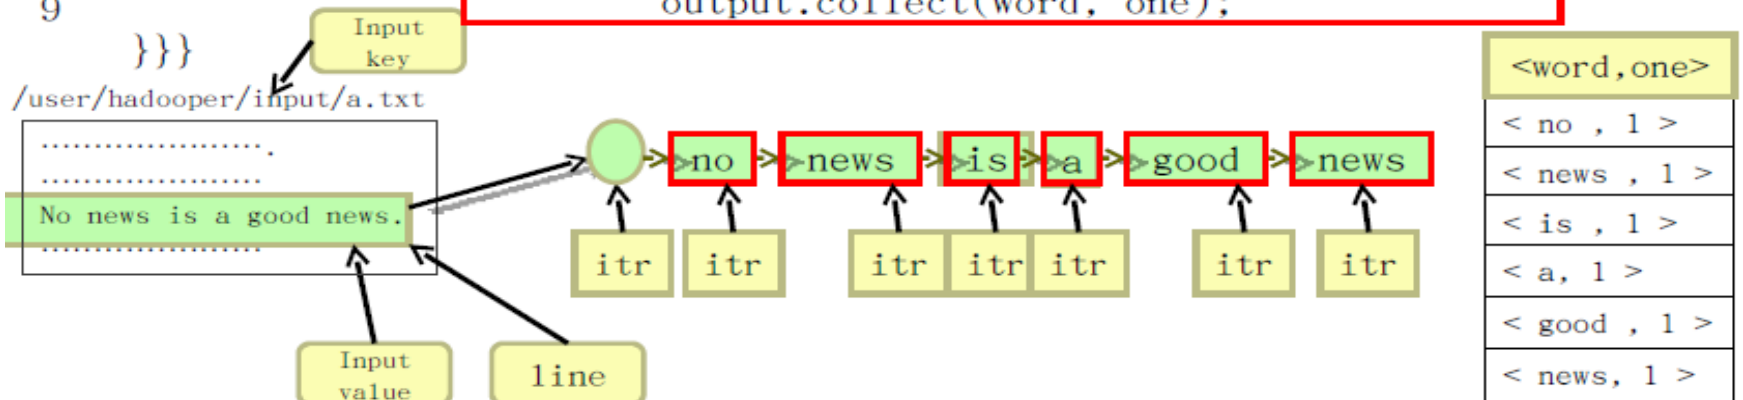 9
output.collect(word, one);
}}}
Input
key
/user/hadooper/input/a.txt
.....................
.....................
No news is a good news.
.....................
Input
value
line
no
news
is
a
good
news
itr
itr
itr
itr
itr
itr
itr
<word,one>
< no , 1 >
< news , 1 >
< is , 1 >
< a, 1 >
< good , 1 >
< news, 1 >